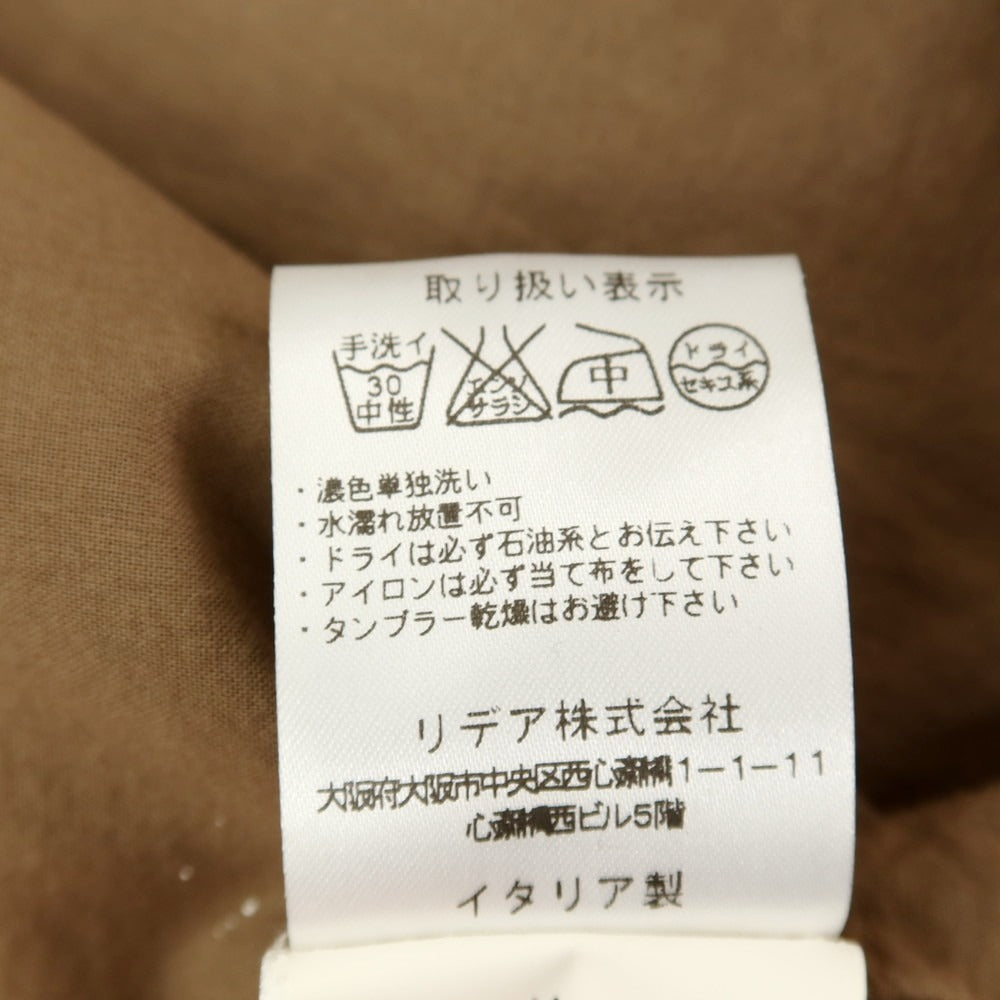 取り扱い表示
手洗イ
30
中性
エンソ
サラシ
中
ドライ
セキユ系
・濃色単独洗い
・水濡れ放置不可
・ドライは必ず石油系とお伝え下さい
・アイロンは必ず当て布をして下さい
・タンブラー乾燥はお避け下さい
リデア株式会社
大阪府大阪市中央区西心斎橋1－1－11
心斎橋西ビル5階
イタリア製